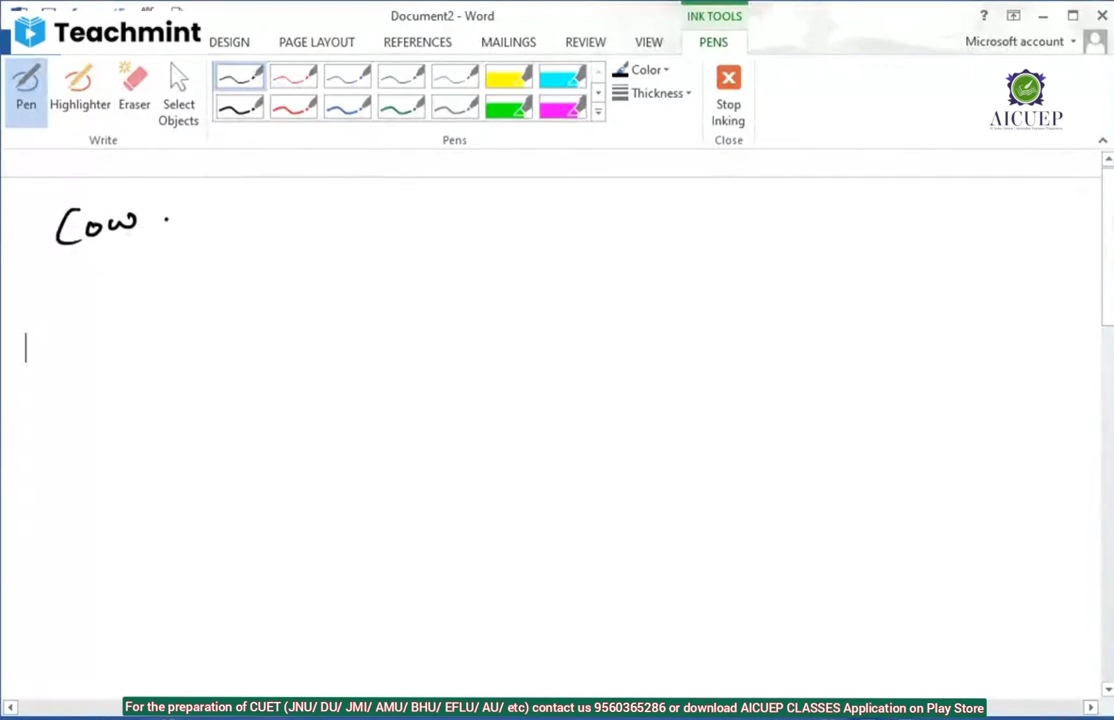 Document2 - Word
INK TOOLS
Teachmint
DESIGN PAGE LAYOUT REFERENCES MAILINGS REVIEW VIEW PENS
Microsoft account
Pen Highlighter Eraser Select Objects
Color
Thickness
Stop Inking
Write Pens Close
AICUEP
Cow
For the preparation of CUET (JNU/ DU/ JMI/ AMU/ BHU/ EFLU/ AU/ etc) contact us 9560365286 or download AICUEP CLASSES Application on Play Store